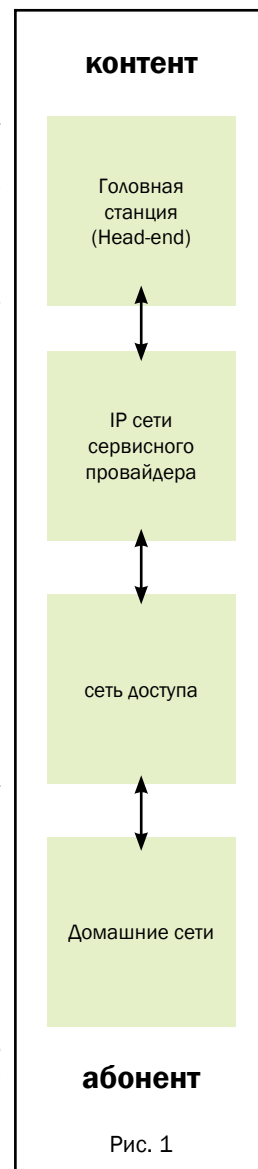 контент
Головная
станция
(Head-end)
IP сети
сервисного
провайдера
сеть доступа
Домашние сети
абонент
Рис. 1